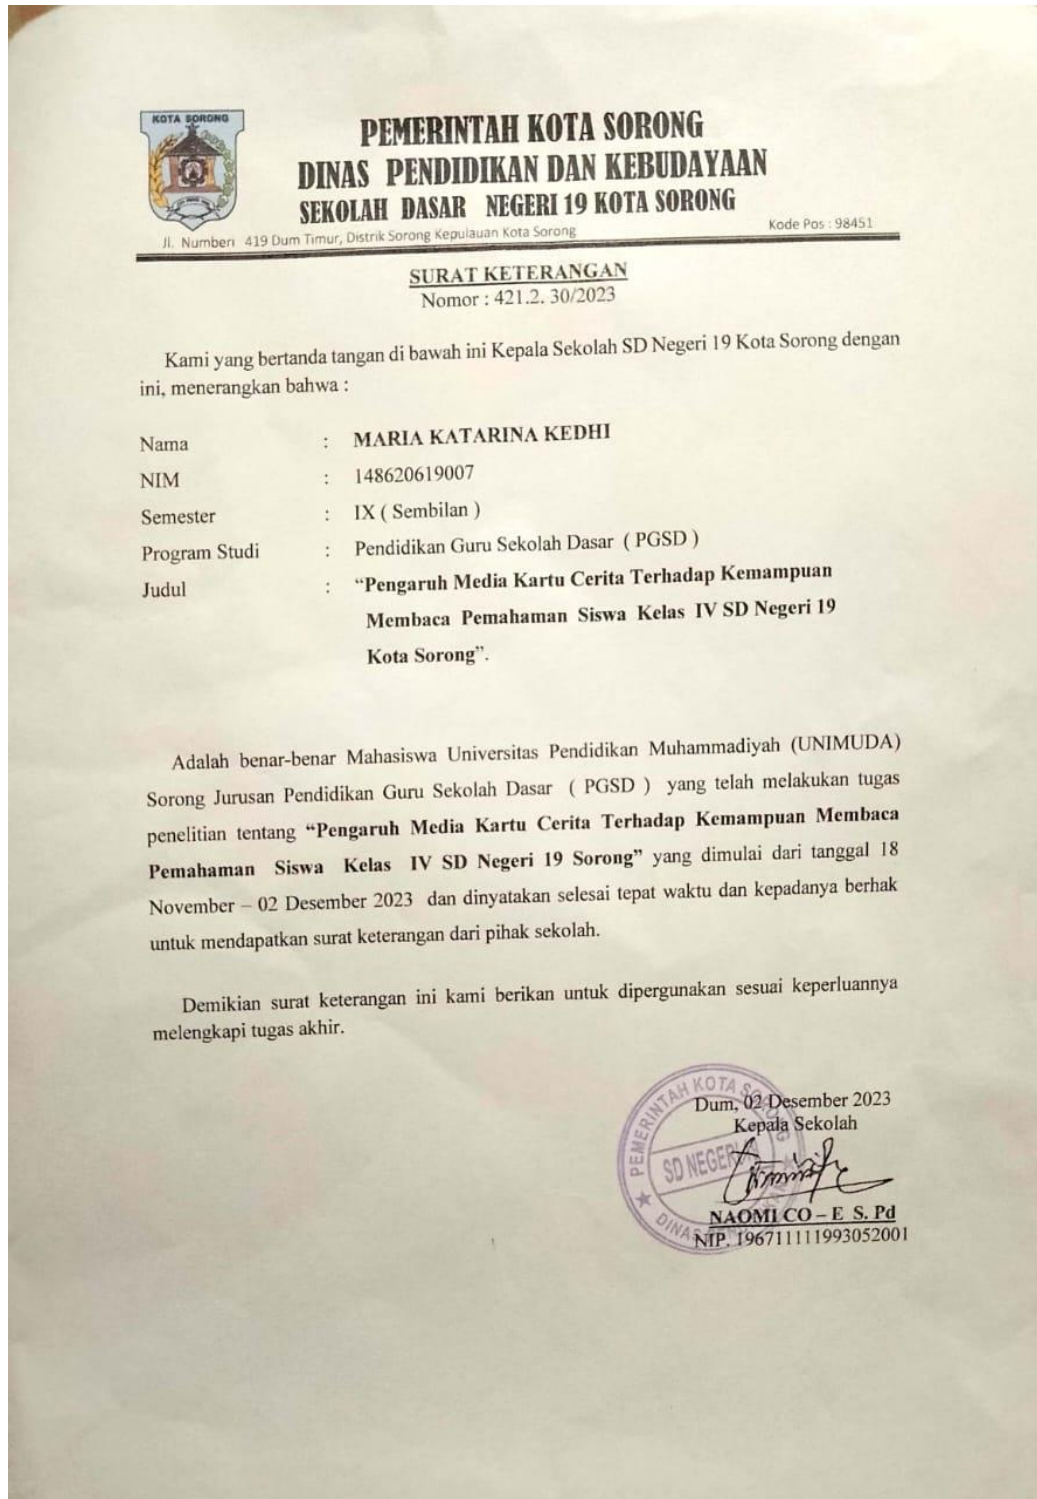 KOTA SORONG
PEMERINTAH KOTA SORONG
DINAS PENDIDIKAN DAN KEBUDAYAAN
SEKOLAH DASAR NEGERI 19 KOTA SORONG
Jl. Numberi 419 Dum Timur, Distrik Sorong Kepulauan Kota Sorong Kode Pos : 98451
SURAT KETERANGAN
Nomor : 421.2. 30/2023
Kami yang bertanda tangan di bawah ini Kepala Sekolah SD Negeri 19 Kota Sorong dengan
ini, menerangkan bahwa :
Nama : MARIA KATARINA KEDHI
NIM : 148620619007
Semester : IX ( Sembilan )
Program Studi : Pendidikan Guru Sekolah Dasar ( PGSD )
Judul : “Pengaruh Media Kartu Cerita Terhadap Kemampuan
Membaca Pemahaman Siswa Kelas IV SD Negeri 19
Kota Sorong”.
Adalah benar-benar Mahasiswa Universitas Pendidikan Muhammadiyah (UNIMUDA)
Sorong Jurusan Pendidikan Guru Sekolah Dasar ( PGSD ) yang telah melakukan tugas
penelitian tentang “Pengaruh Media Kartu Cerita Terhadap Kemampuan Membaca
Pemahaman Siswa Kelas IV SD Negeri 19 Sorong” yang dimulai dari tanggal 18
November – 02 Desember 2023 dan dinyatakan selesai tepat waktu dan kepadanya berhak
untuk mendapatkan surat keterangan dari pihak sekolah.
Demikian surat keterangan ini kami berikan untuk dipergunakan sesuai keperluannya
melengkapi tugas akhir.
Dum, 02 Desember 2023
Kepala Sekolah
PEMERINTAH KOTA SORONG
SD NEGERI
DINAS
NAOMI CO – E S. Pd
NIP. 196711111993052001